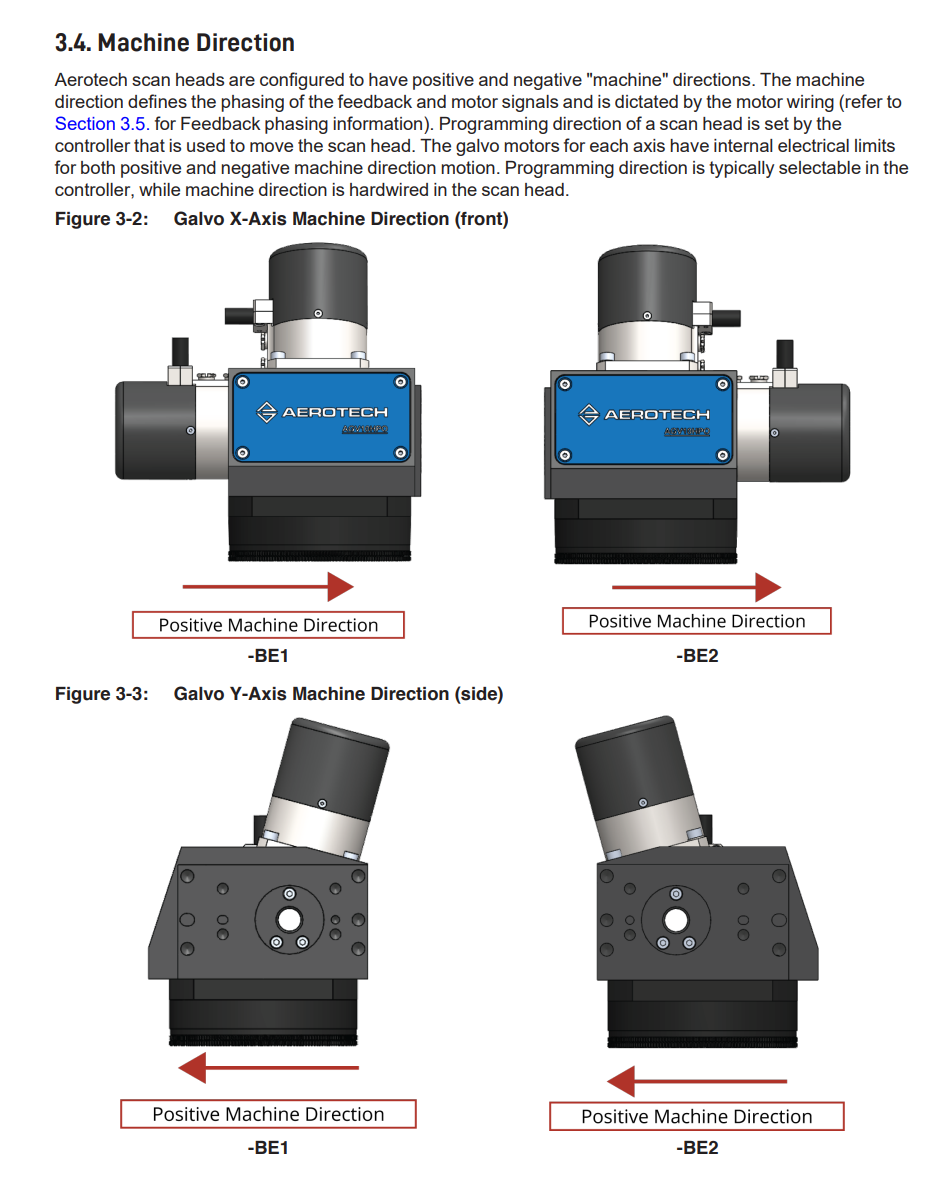 3.4. Machine Direction
Aerotech scan heads are configured to have positive and negative "machine" directions. The machine
direction defines the phasing of the feedback and motor signals and is dictated by the motor wiring (refer to
Section 3.5. for Feedback phasing information). Programming direction of a scan head is set by the
controller that is used to move the scan head. The galvo motors for each axis have internal electrical limits
for both positive and negative machine direction motion. Programming direction is typically selectable in the
controller, while machine direction is hardwired in the scan head.
Figure 3-2: Galvo X-Axis Machine Direction (front)
AEROTECH
AEROTECH
Positive Machine Direction
Positive Machine Direction
-BE1
-BE2
Figure 3-3: Galvo Y-Axis Machine Direction (side)
Positive Machine Direction
Positive Machine Direction
-BE1
-BE2